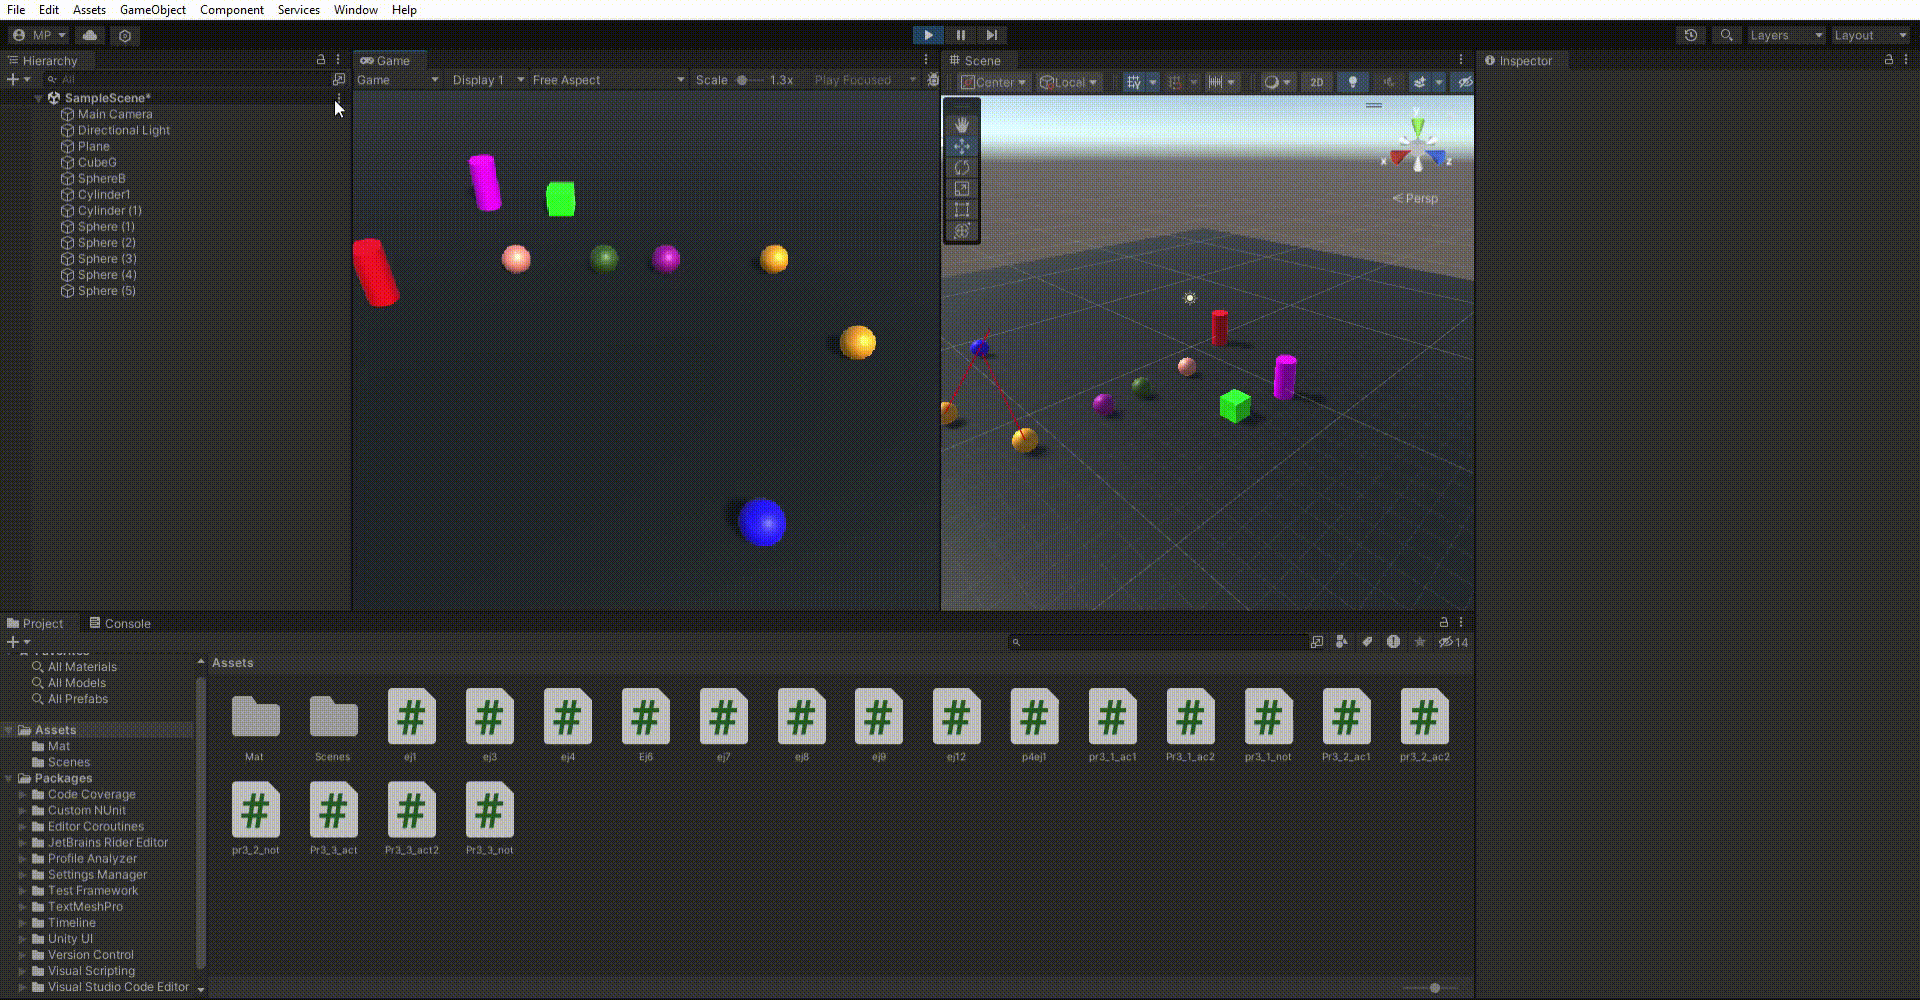 File Edit Assets GameObject Component Services Window Help
MP
Layers Layout
Hierarchy
All
SampleScene*
Main Camera
Directional Light
Plane
CubeG
SphereB
Cylinder1
Cylinder (1)
Sphere (1)
Sphere (2)
Sphere (3)
Sphere (4)
Sphere (5)
Game
Game Display 1 Free Aspect Scale 1.3x Play Focused
Scene
Center Local 2D
Y
x z
Persp
Inspector
Project Console
14
Favorites
All Materials
All Models
All Prefabs
Assets
Mat
Scenes
Packages
Code Coverage
Custom NUnit
Editor Coroutines
JetBrains Rider Editor
Profile Analyzer
Settings Manager
Test Framework
TextMeshPro
Timeline
Unity UI
Version Control
Visual Scripting
Visual Studio Code Editor
Assets
Mat Scenes ej1 ej3 ej4 Ej6 ej7 ej8 ej9 ej12 p4ej1 pr3_1_ac1 Pr3_1_ac2 pr3_1_not Pr3_2_ac1 pr3_2_ac2
pr3_2_not Pr3_3_act Pr3_3_act2 Pr3_3_not